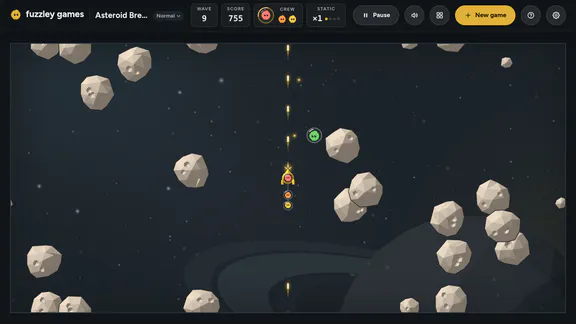 fuzzley games
Asteroid Bre...
Normal
WAVE
9
SCORE
755
CREW
STATIC
×1
Pause
+ New game